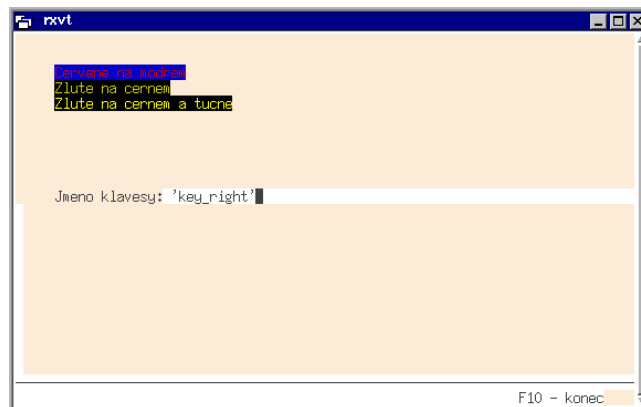 rxvt
Cervene na modrem
Zlute na cernem
Zlute na cernem a tucne
Jmeno klavesy: 'key_right'
F10 - konec